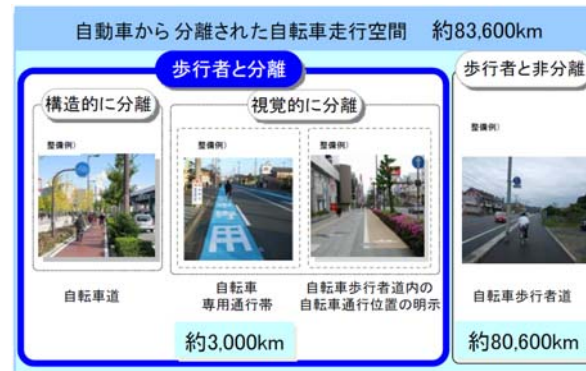 自動車から分離された自転車走行空間 約83,600km
歩行者と分離
歩行者と非分離
構造的に分離
視覚的に分離
整備例)
整備例)
整備例)
整備例)
専用
自転車道
自転車
専用通行帯
自転車歩行者道内の
自転車通行位置の明示
自転車歩行者道
約3,000km
約80,600km